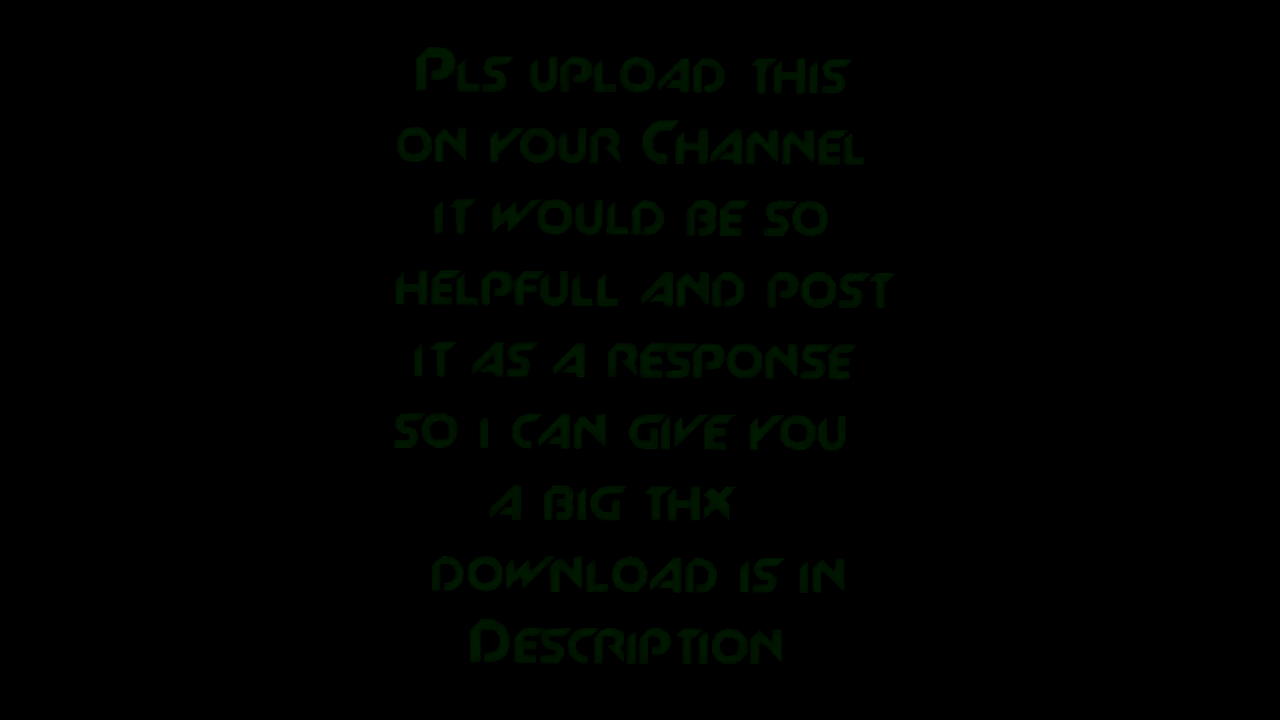 Pls upload this
on your Channel
it would be so
helpfull and post
it as a response
so i can give you
a big thx
download is in
Description